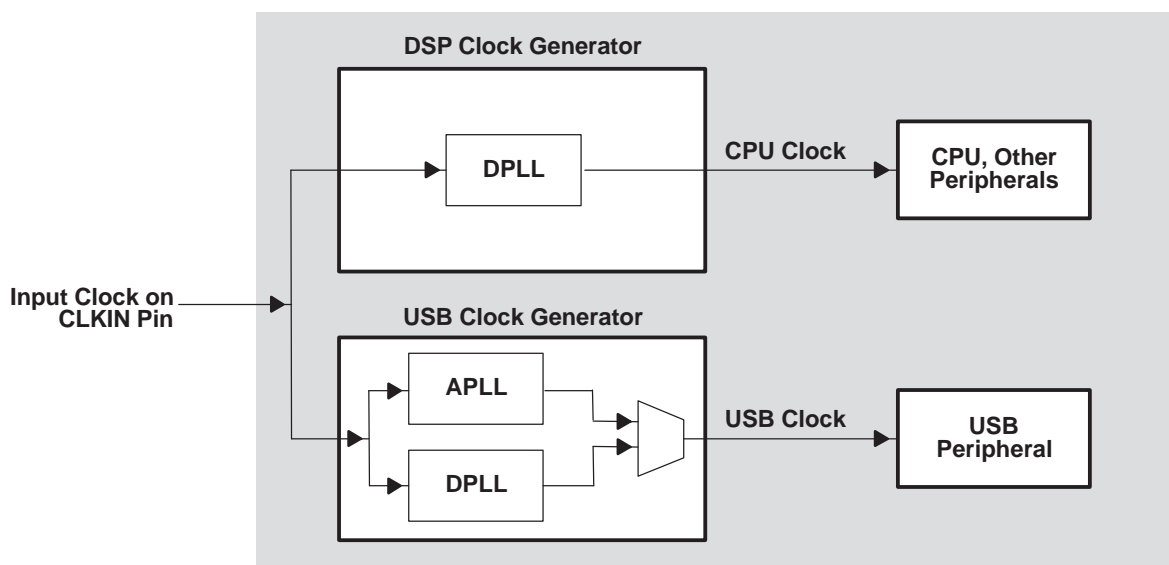 DSP Clock Generator
DPLL
CPU Clock
CPU, Other
Peripherals
Input Clock on
CLKIN Pin
USB Clock Generator
APLL
DPLL
USB Clock
USB
Peripheral